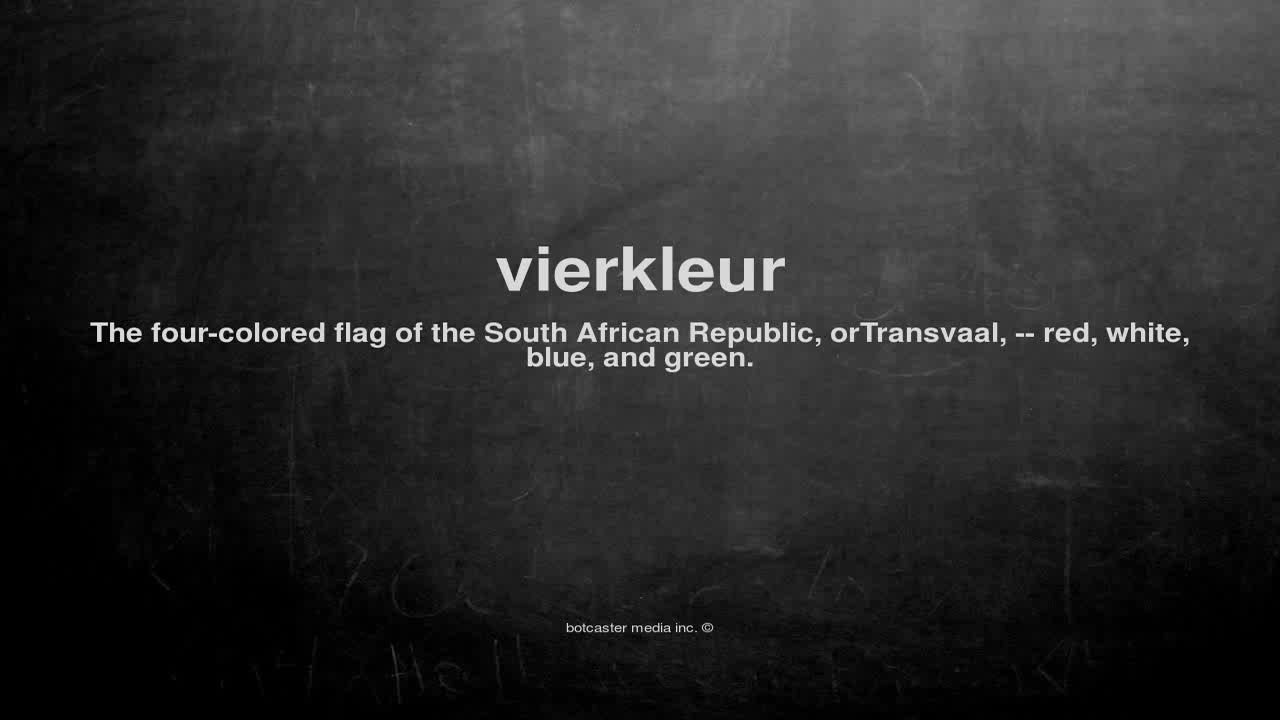 vierkleur
The four-colored flag of the South African Republic, orTransvaal, -- red, white,
blue, and green.
botcaster media inc. ©